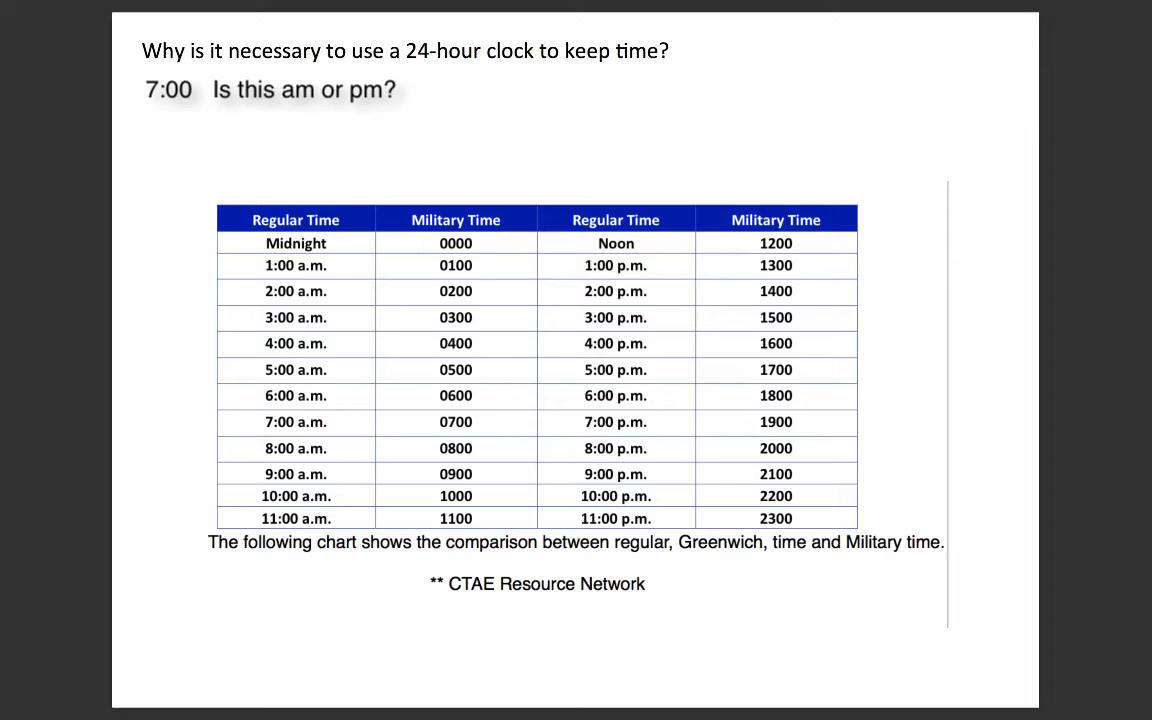 Why is it necessary to use a 24-hour clock to keep time?
7:00 Is this am or pm?
Regular Time Military Time Regular Time Military Time
Midnight 0000 Noon 1200
1:00 a.m. 0100 1:00 p.m. 1300
2:00 a.m. 0200 2:00 p.m. 1400
3:00 a.m. 0300 3:00 p.m. 1500
4:00 a.m. 0400 4:00 p.m. 1600
5:00 a.m. 0500 5:00 p.m. 1700
6:00 a.m. 0600 6:00 p.m. 1800
7:00 a.m. 0700 7:00 p.m. 1900
8:00 a.m. 0800 8:00 p.m. 2000
9:00 a.m. 0900 9:00 p.m. 2100
10:00 a.m. 1000 10:00 p.m. 2200
11:00 a.m. 1100 11:00 p.m. 2300
The following chart shows the comparison between regular, Greenwich, time and Military time.
** CTAE Resource Network